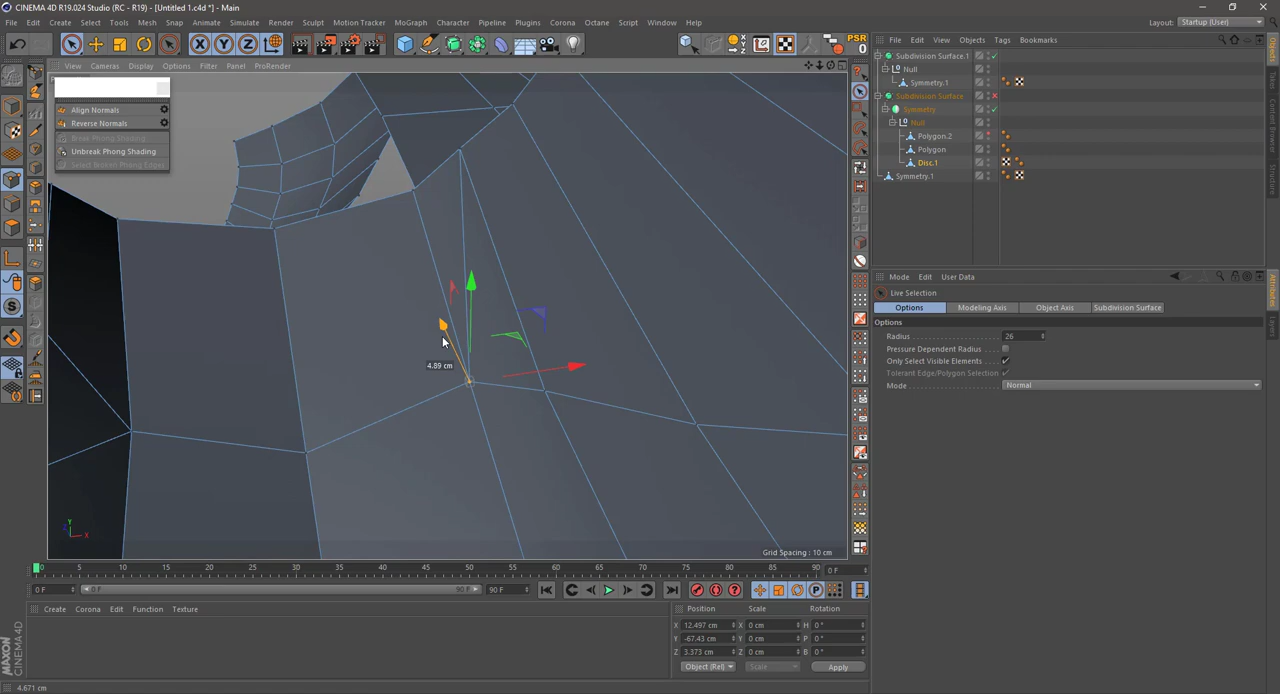 CINEMA 4D R19.024 Studio (RC - R19) - [Untitled 1.c4d *] - Main
File Edit Create Select Tools Mesh Snap Animate Simulate Render Sculpt Motion Tracker MoGraph Character Pipeline Plugins Corona Octane Script Window Help
Layout: Startup (User)
PSR
0
File Edit View Objects Tags Bookmarks
View Cameras Display Options Filter Panel ProRender
Align Normals
Reverse Normals
Break Phong Shading
Unbreak Phong Shading
Select Broken Phong Edges
Subdivision Surface.1
Null
Symmetry.1
Subdivision Surface
Symmetry
Null
Polygon.2
Polygon
Disc.1
Symmetry.1
Objects
Content Browser
Structure
Mode Edit User Data
Live Selection
Options Modeling Axis Object Axis Subdivision Surface
Options
Radius 26
Pressure Dependent Radius
Only Select Visible Elements
Tolerant Edge/Polygon Selection
Mode Normal
Attributes
Layers
4.89 cm
Y
X
Z
Grid Spacing : 10 cm
0 5 10 15 20 25 30 35 40 45 50 55 60 65 70 75 80 85 90 0 F
0 F 0 F 90 F 90 F
Create Corona Edit Function Texture
Position Scale Rotation
X 12.497 cm X 0 cm H 0 °
Y -67.43 cm Y 0 cm P 0 °
Z 3.373 cm Z 0 cm B 0 °
Object (Rel) Scale Apply
MAXON
CINEMA 4D
4.671 cm